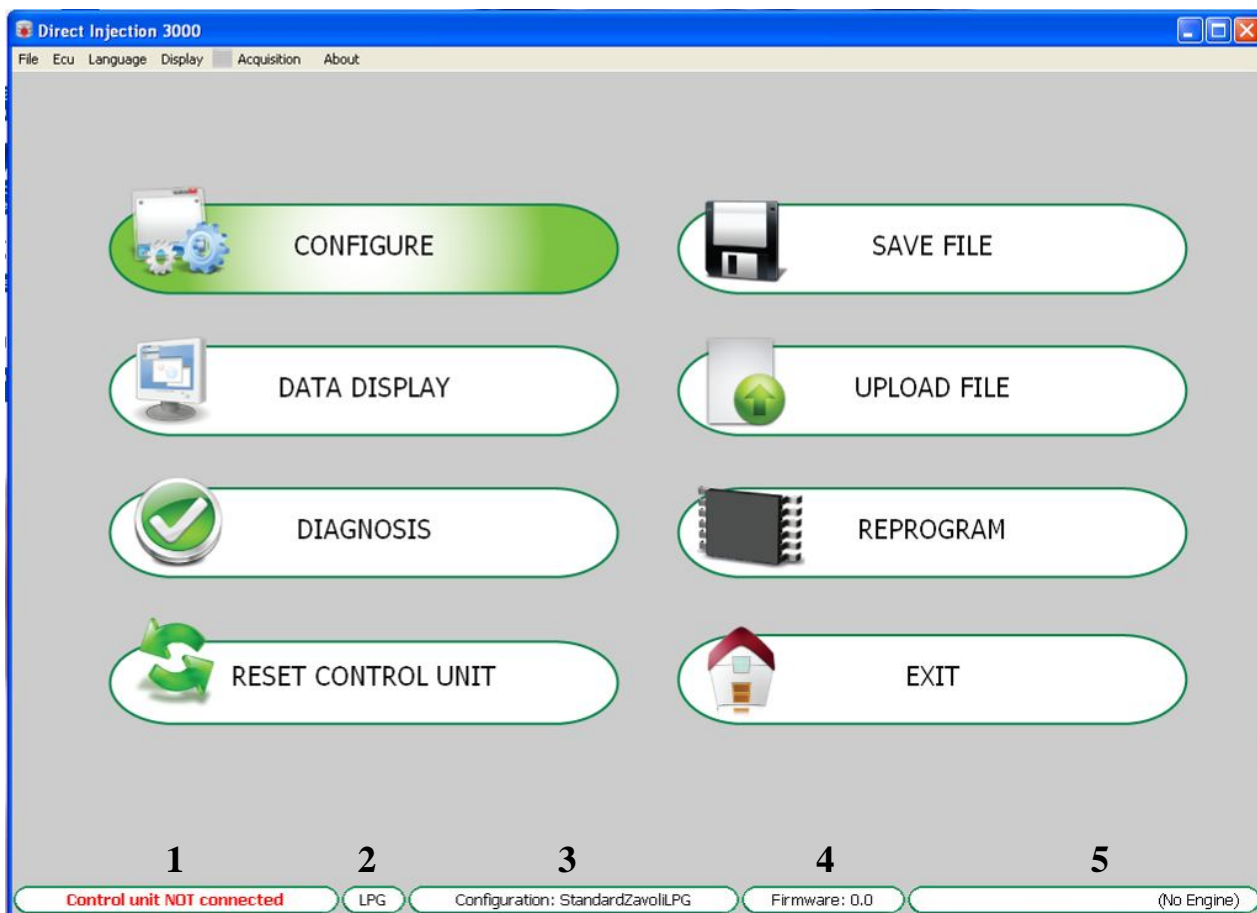 Direct Injection 3000
File Ecu Language Display Acquisition About
CONFIGURE
SAVE FILE
DATA DISPLAY
UPLOAD FILE
DIAGNOSIS
REPROGRAM
RESET CONTROL UNIT
EXIT
1 2 3 4 5
Control unit NOT connected LPG Configuration: StandardZavoliLPG Firmware: 0.0 (No Engine)